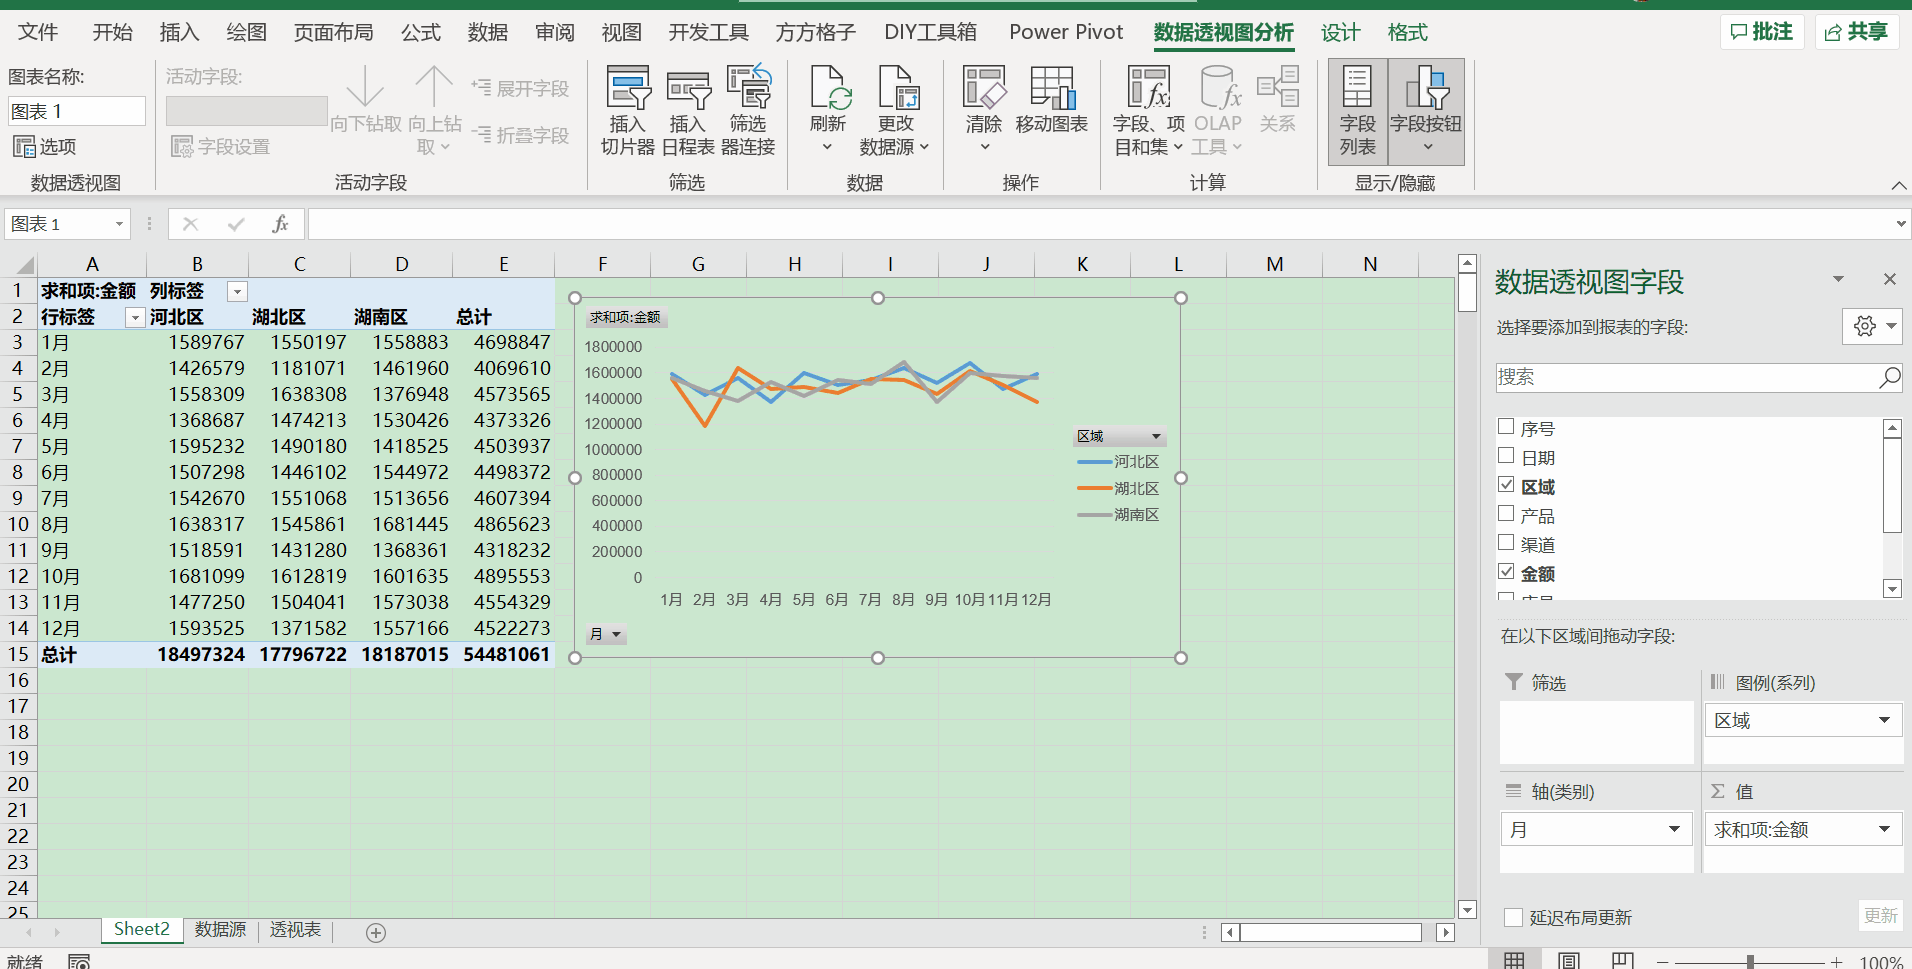 文件 开始 插入 绘图 页面布局 公式 数据 审阅 视图 开发工具 方方格子 DIY工具箱 Power Pivot 数据透视图分析 设计 格式 批注 共享
图表名称:
图表 1
选项
数据透视图
活动字段:
字段设置
向下钻取 向上钻
取
展开字段
折叠字段
活动字段
插入
切片器
插入
日程表
筛选
器连接
筛选
刷新
更改
数据源
数据
清除 移动图表
操作
字段、项
目和集
OLAP
工具
关系
计算
字段
列表
字段按钮
显示/隐藏
图表 1
fx
A B C D E F G H I J K L M N
1 求和项:金额 列标签
2 行标签 河北区 湖北区 湖南区 总计
3 1月 1589767 1550197 1558883 4698847
4 2月 1426579 1181071 1461960 4069610
5 3月 1558309 1638308 1376948 4573565
6 4月 1368687 1474213 1530426 4373326
7 5月 1595232 1490180 1418525 4503937
8 6月 1507298 1446102 1544972 4498372
9 7月 1542670 1551068 1513656 4607394
10 8月 1638317 1545861 1681445 4865623
11 9月 1518591 1431280 1368361 4318232
12 10月 1681099 1612819 1601635 4895553
13 11月 1477250 1504041 1573038 4554329
14 12月 1593525 1371582 1557166 4522273
15 总计 18497324 17796722 18187015 54481061
16
17
18
19
20
21
22
23
24
25
求和项:金额
1800000
1600000
1400000
1200000
1000000
800000
600000
400000
200000
0
1月 2月 3月 4月 5月 6月 7月 8月 9月 10月 11月 12月
区域
河北区
湖北区
湖南区
月
数据透视图字段
选择要添加到报表的字段:
搜索
序号
日期
区域
产品
渠道
金额
在以下区域间拖动字段:
筛选
图例(系列)
区域
轴(类别)
月
Σ 值
求和项:金额
延迟布局更新
更新
Sheet2 数据源 透视表
就绪
100%